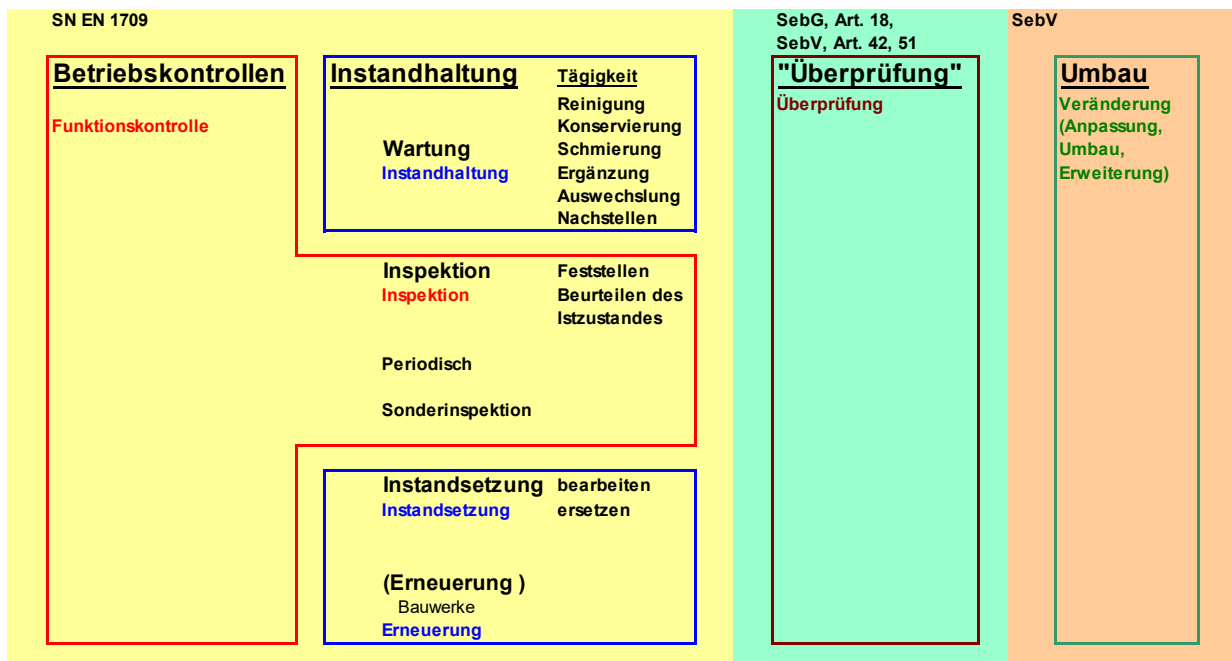 SN EN 1709
SebG, Art. 18,
SebV, Art. 42, 51
SebV
Betriebskontrollen
Funktionskontrolle
Instandhaltung
Tägigkeit
Reinigung
Konservierung
Wartung
Schmierung
Instandhaltung
Ergänzung
Auswechslung
Nachstellen
Inspektion
Feststellen
Inspektion
Beurteilen des
Istzustandes
Periodisch
Sonderinspektion
Instandsetzung
bearbeiten
Instandsetzung
ersetzen
(Erneuerung )
Bauwerke
Erneuerung
"Überprüfung"
Überprüfung
Umbau
Veränderung
(Anpassung,
Umbau,
Erweiterung)